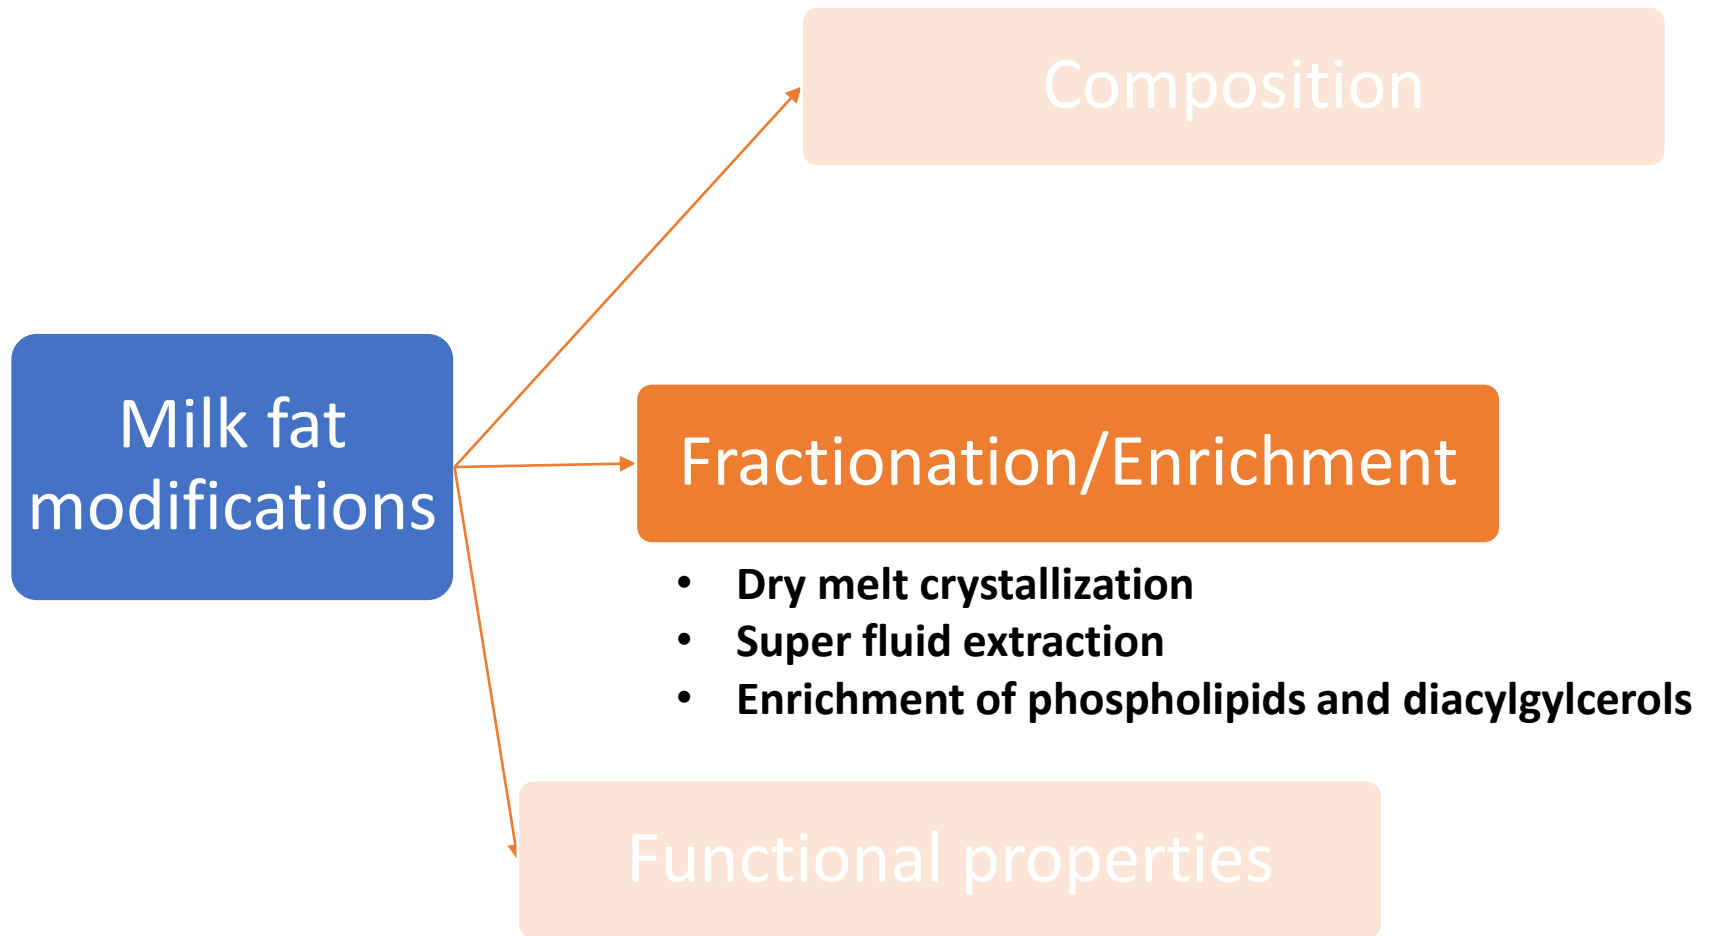 Composition
Milk fat
modifications
Fractionation/Enrichment
• Dry melt crystallization
• Super fluid extraction
• Enrichment of phospholipids and diacylgylcerols
Functional properties